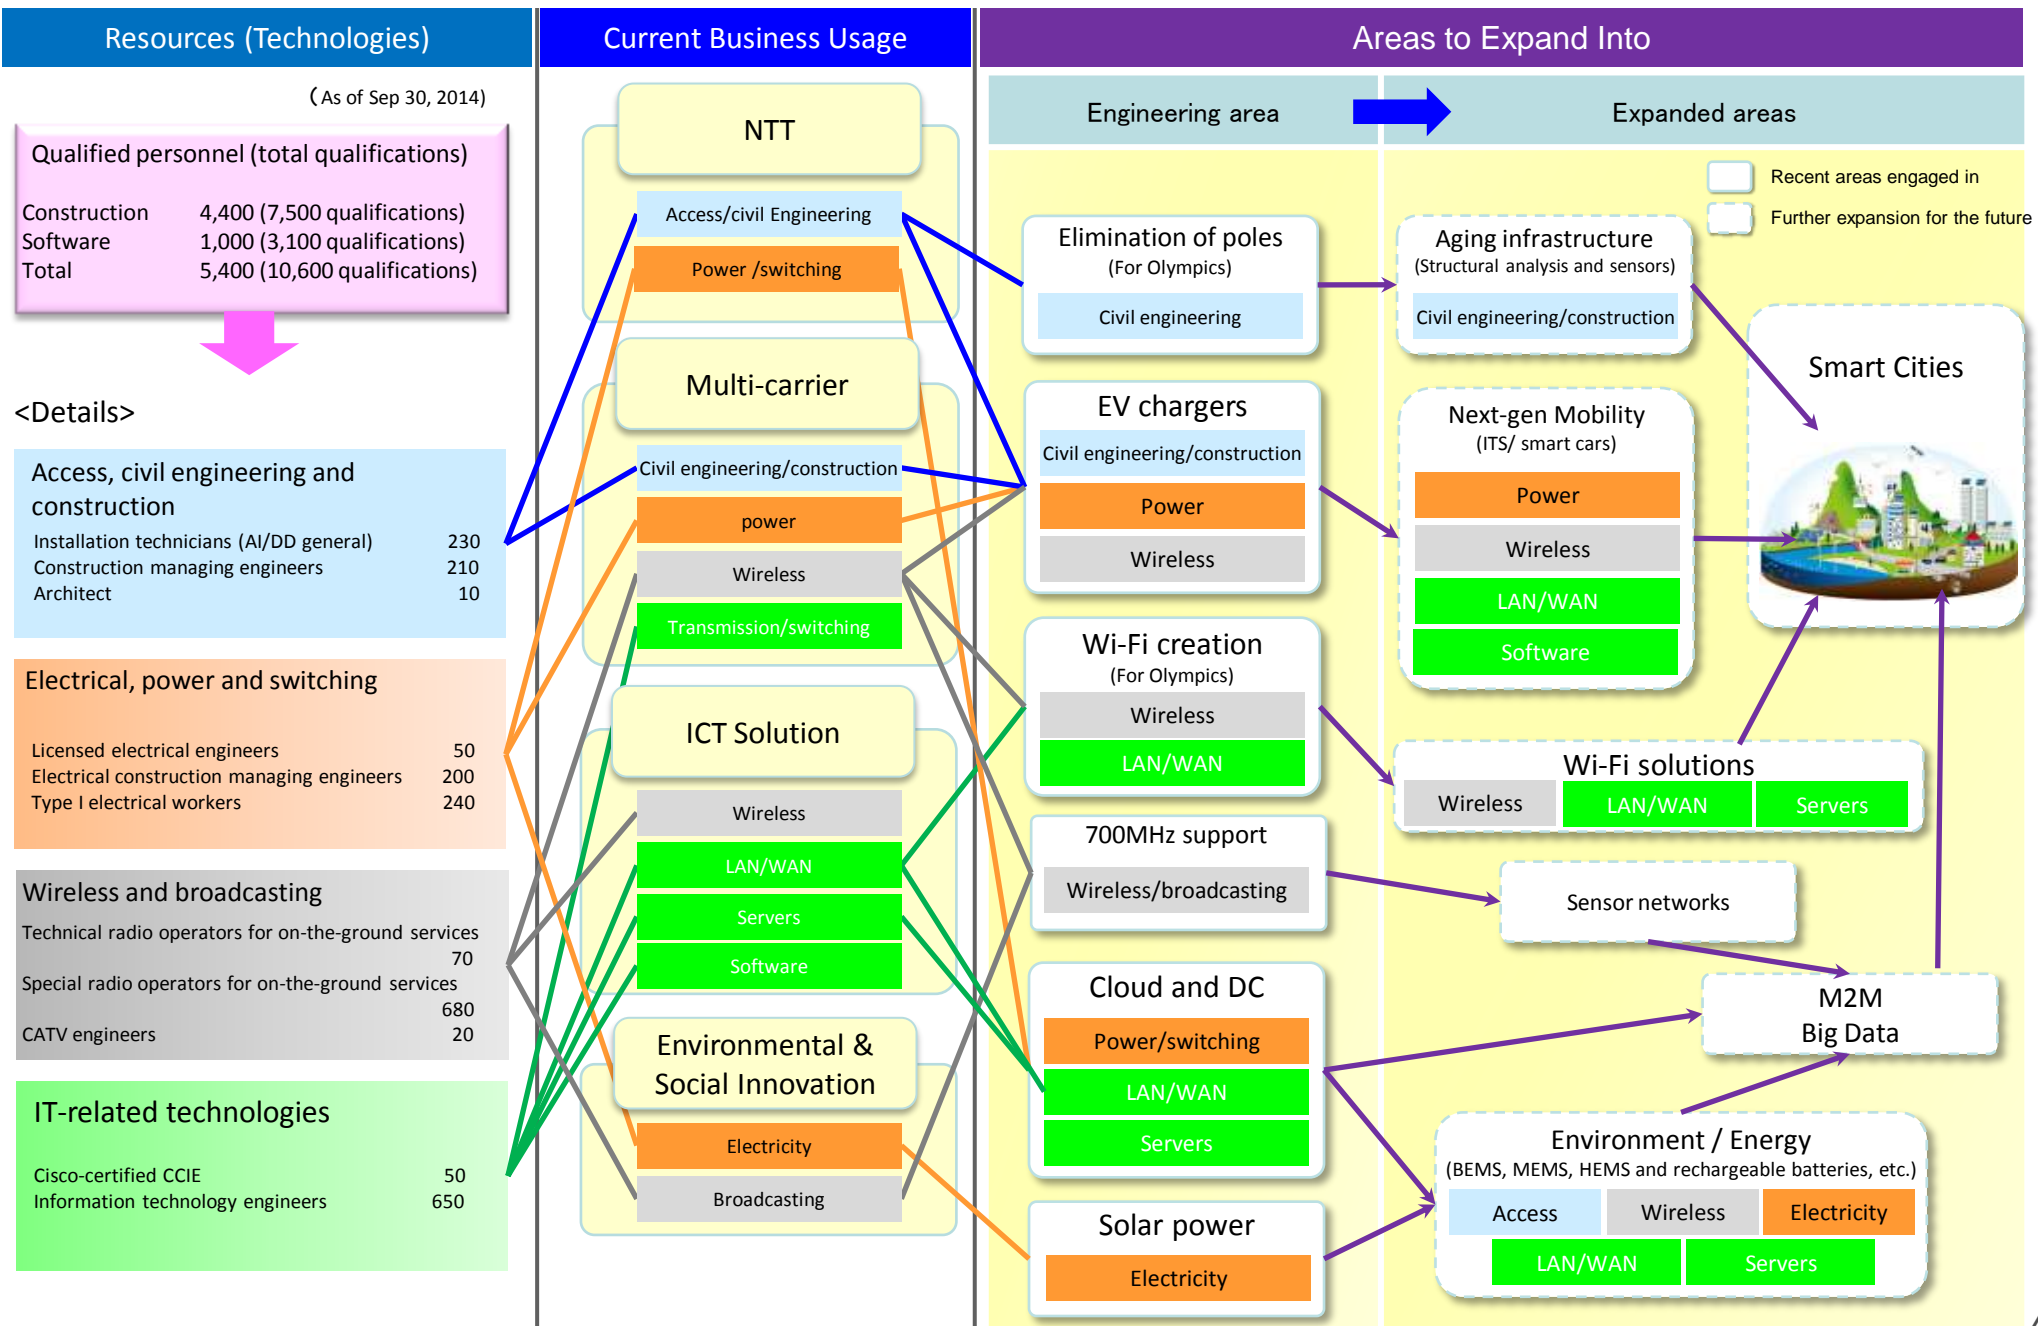 Resources (Technologies)
Current Business Usage
Areas to Expand Into
(As of Sep 30, 2014)
Qualified personnel (total qualifications)
Construction 4,400 (7,500 qualifications)
Software 1,000 (3,100 qualifications)
Total 5,400 (10,600 qualifications)
<Details>
Access, civil engineering and
construction
Installation technicians (AI/DD general) 230
Construction managing engineers 210
Architect 10
Electrical, power and switching
Licensed electrical engineers 50
Electrical construction managing engineers 200
Type I electrical workers 240
Wireless and broadcasting
Technical radio operators for on-the-ground services
70
Special radio operators for on-the-ground services
680
CATV engineers 20
IT-related technologies
Cisco-certified CCIE 50
Information technology engineers 650
NTT
Access/civil Engineering
Power /switching
Multi-carrier
Civil engineering/construction
power
Wireless
Transmission/switching
ICT Solution
Wireless
LAN/WAN
Servers
Software
Environmental &
Social Innovation
Electricity
Broadcasting
Engineering area
Expanded areas
Recent areas engaged in
Further expansion for the future
Elimination of poles
(For Olympics)
Civil engineering
EV chargers
Civil engineering/construction
Power
Wireless
Wi-Fi creation
(For Olympics)
Wireless
LAN/WAN
700MHz support
Wireless/broadcasting
Cloud and DC
Power/switching
LAN/WAN
Servers
Solar power
Electricity
Aging infrastructure
(Structural analysis and sensors)
Civil engineering/construction
Next-gen Mobility
(ITS/ smart cars)
Power
Wireless
LAN/WAN
Software
Wi-Fi solutions
Wireless
LAN/WAN
Servers
Sensor networks
M2M
Big Data
Environment / Energy
(BEMS, MEMS, HEMS and rechargeable batteries, etc.)
Access
Wireless
Electricity
LAN/WAN
Servers
Smart Cities